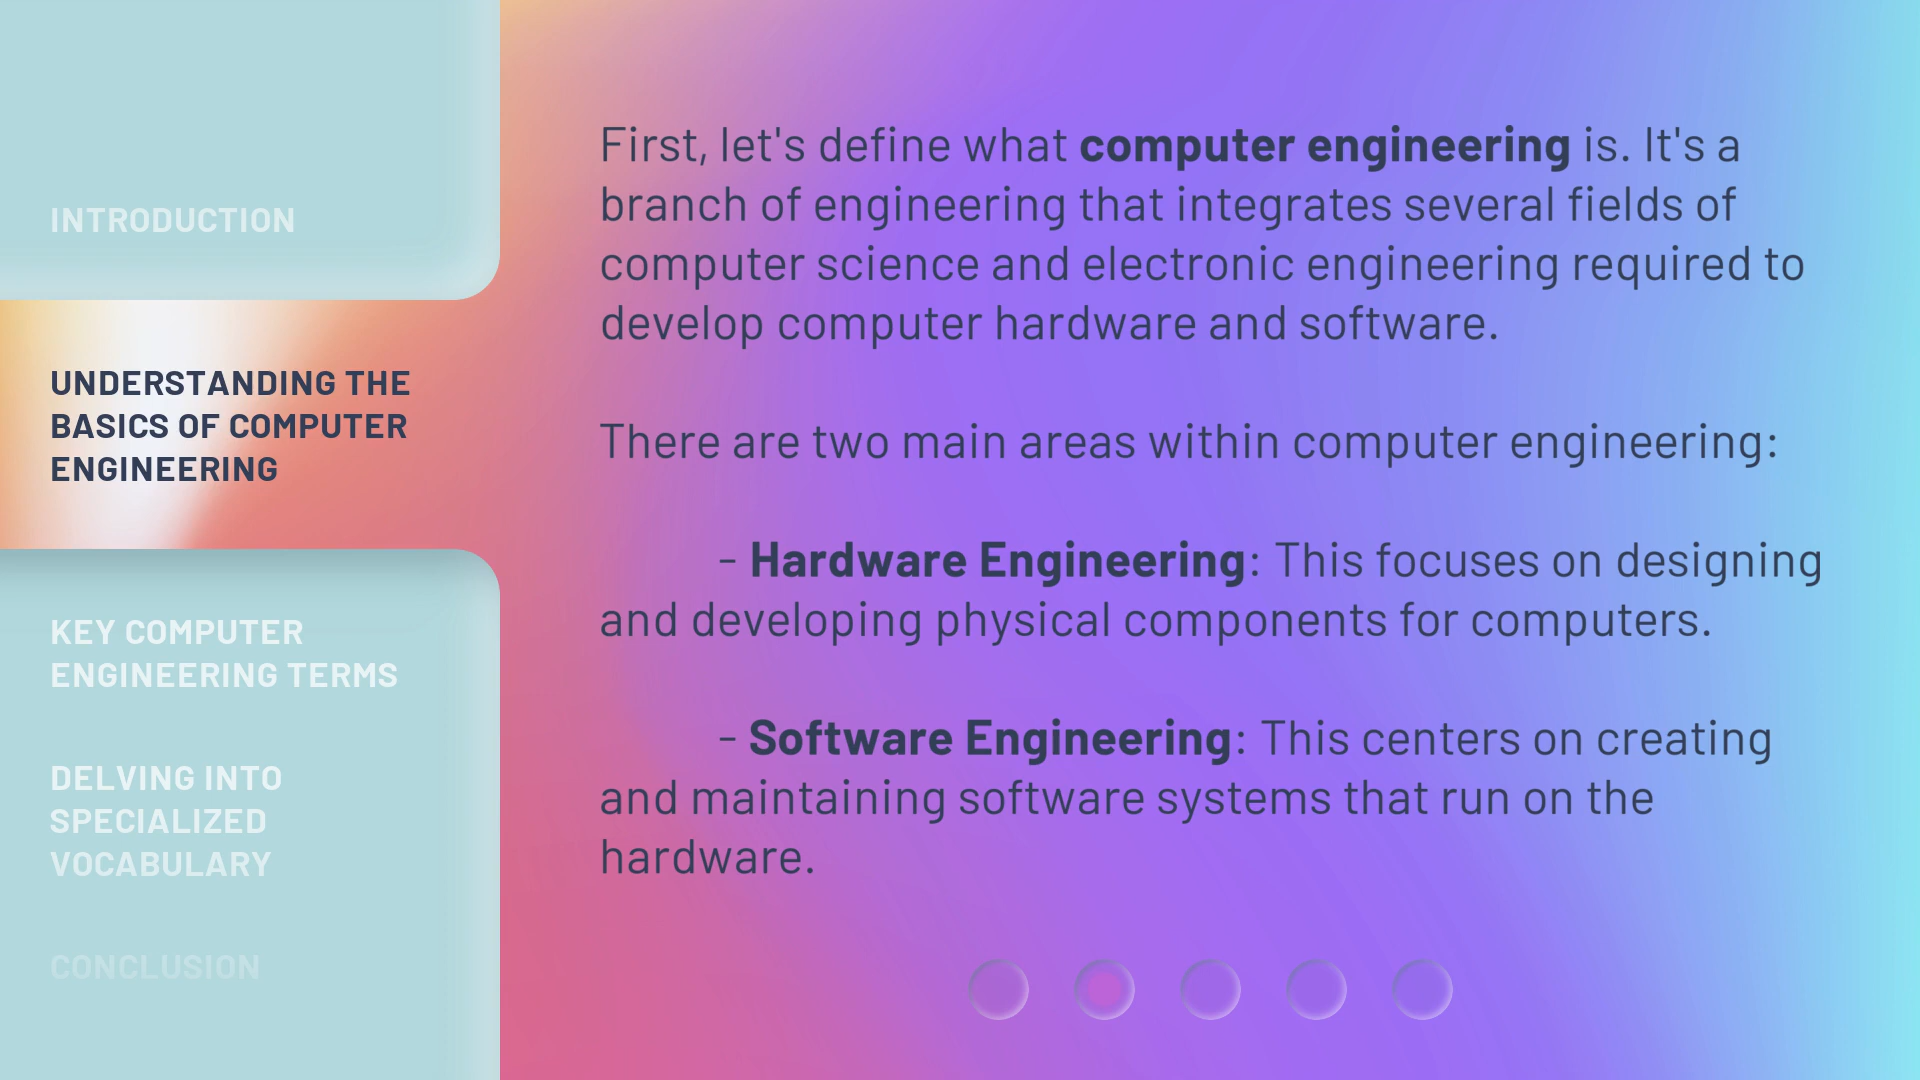 INTRODUCTION
UNDERSTANDING THE
BASICS OF COMPUTER
ENGINEERING
KEY COMPUTER
ENGINEERING TERMS
DELVING INTO
SPECIALIZED
VOCABULARY
CONCLUSION
First, let's define what computer engineering is. It's a
branch of engineering that integrates several fields of
computer science and electronic engineering required to
develop computer hardware and software.
There are two main areas within computer engineering:
- Hardware Engineering: This focuses on designing
and developing physical components for computers.
- Software Engineering: This centers on creating
and maintaining software systems that run on the
hardware.